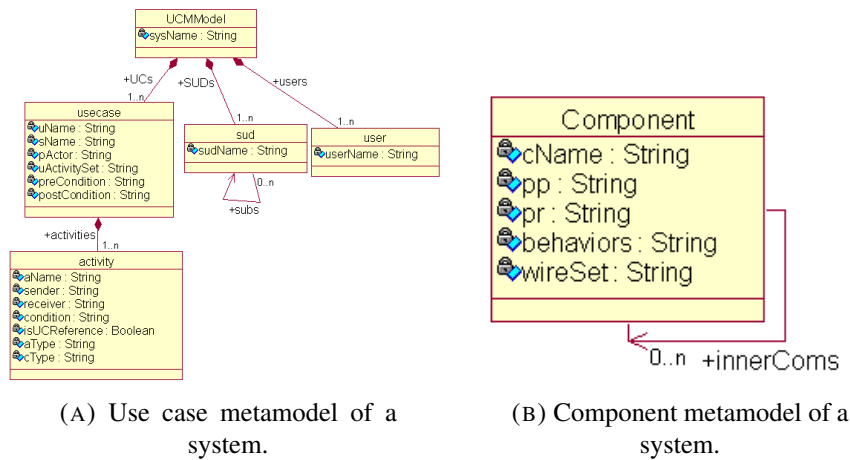 UCMModel
sysName : String
+UCs
+SUDs
+users
1..n
1..n
1..n
usecase
uName : String
sName : String
pActor : String
uActivitySet : String
preCondition : String
postCondition : String
sud
sudName : String
0..n
+subs
user
userName : String
+activities
1..n
activity
aName : String
sender : String
receiver : String
condition : String
isUCReference : Boolean
aType : String
cType : String
(A) Use case metamodel of a
system.
Component
cName : String
pp : String
pr : String
behaviors : String
wireSet : String
0..n +innerComs
(B) Component metamodel of a
system.